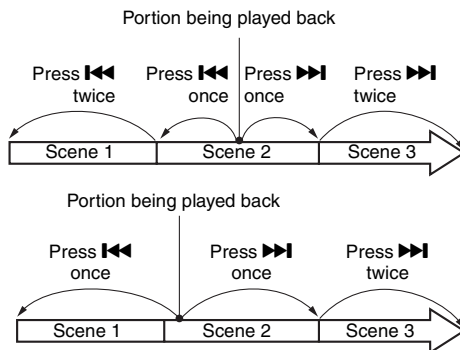 Portion being played back
Press ⏮ Press ⏮ Press ⏭ Press ⏭
twice once once twice
Scene 1 Scene 2 Scene 3
Portion being played back
Press ⏮ Press ⏭ Press ⏭
once once twice
Scene 1 Scene 2 Scene 3